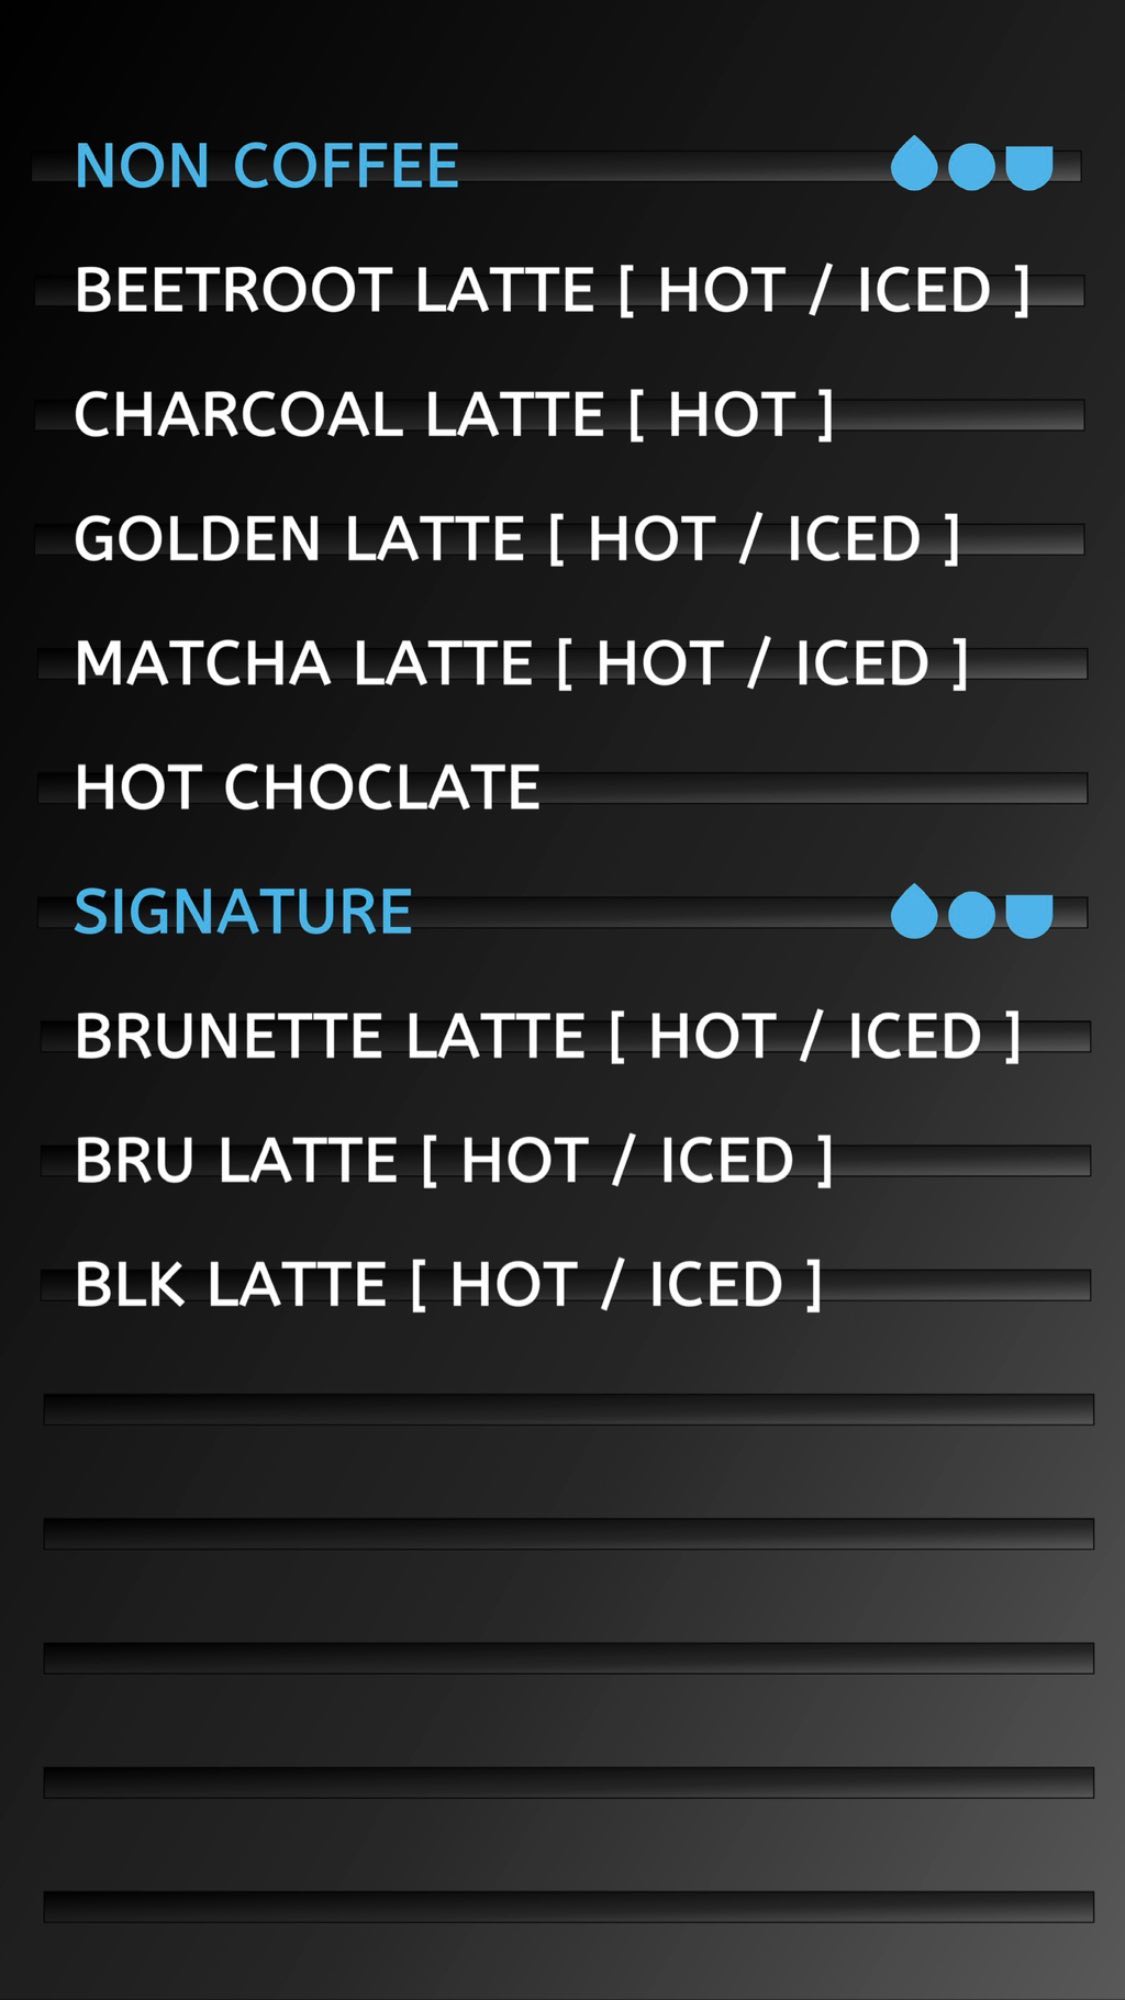 NON COFFEE
BEETROOT LATTE [ HOT / ICED ]
CHARCOAL LATTE [ HOT ]
GOLDEN LATTE [ HOT / ICED ]
MATCHA LATTE [ HOT / ICED ]
HOT CHOCLATE
SIGNATURE
BRUNETTE LATTE [ HOT / ICED ]
BRU LATTE [ HOT / ICED ]
BLK LATTE [ HOT / ICED ]